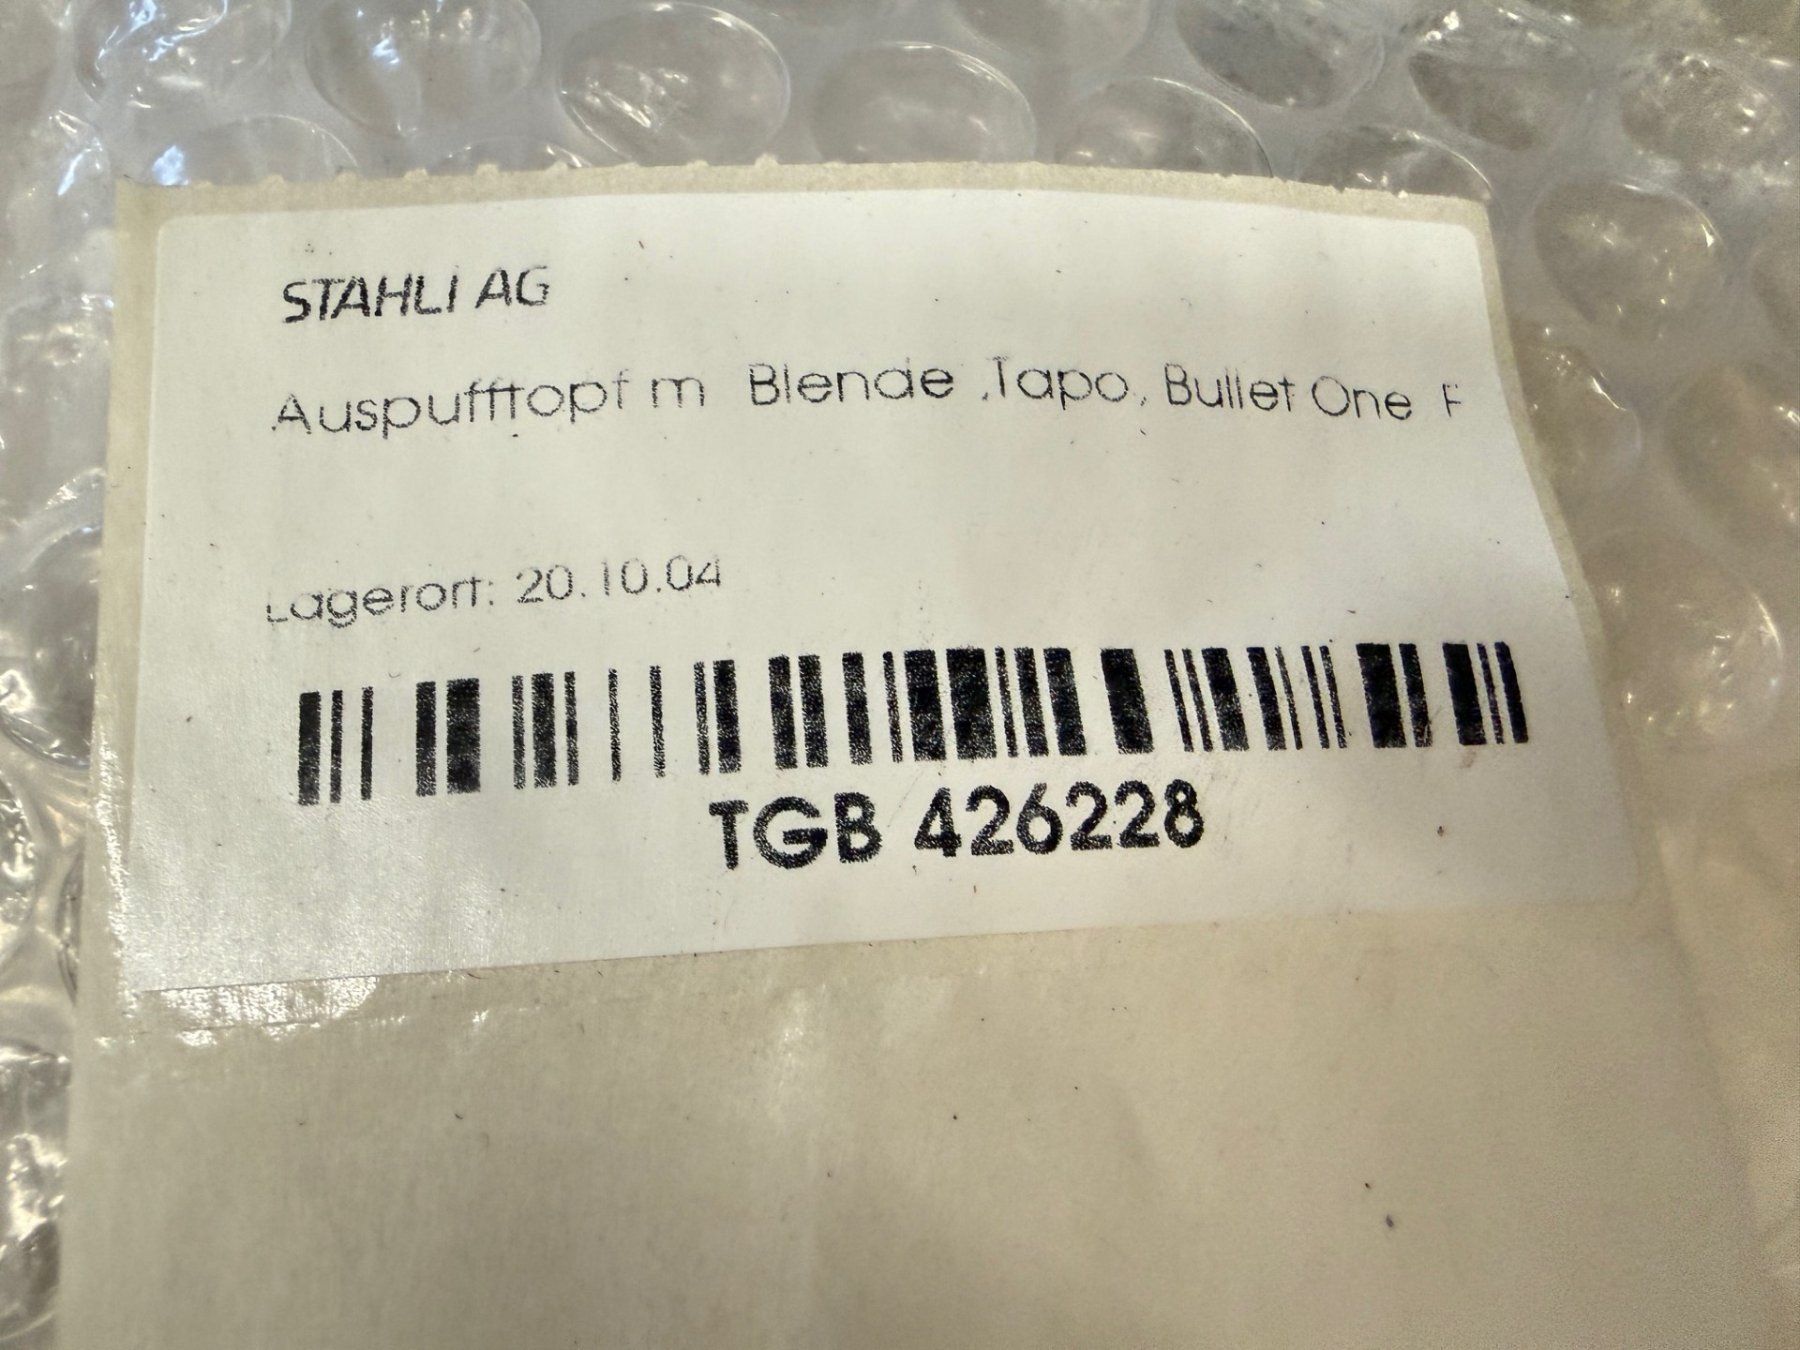 STAHLI AG
Auspufftopf m Blende ,Tapo, Bullet One F
Lagerort: 20.10.04
TGB 426228